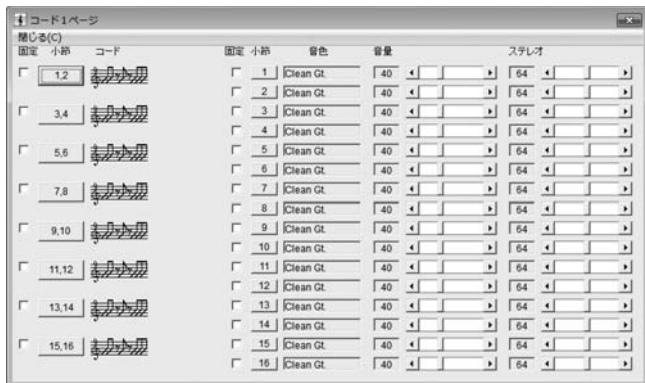 コード1ページ
閉じる(C)
固定 小節 コード 固定 小節 音色 音量 ステレオ
1,2 1 Clean Gt. 40 64
2 Clean Gt. 40 64
3,4 3 Clean Gt. 40 64
4 Clean Gt. 40 64
5,6 5 Clean Gt. 40 64
6 Clean Gt. 40 64
7,8 7 Clean Gt. 40 64
8 Clean Gt. 40 64
9,10 9 Clean Gt. 40 64
10 Clean Gt. 40 64
11,12 11 Clean Gt. 40 64
12 Clean Gt. 40 64
13,14 13 Clean Gt. 40 64
14 Clean Gt. 40 64
15,16 15 Clean Gt. 40 64
16 Clean Gt. 40 64